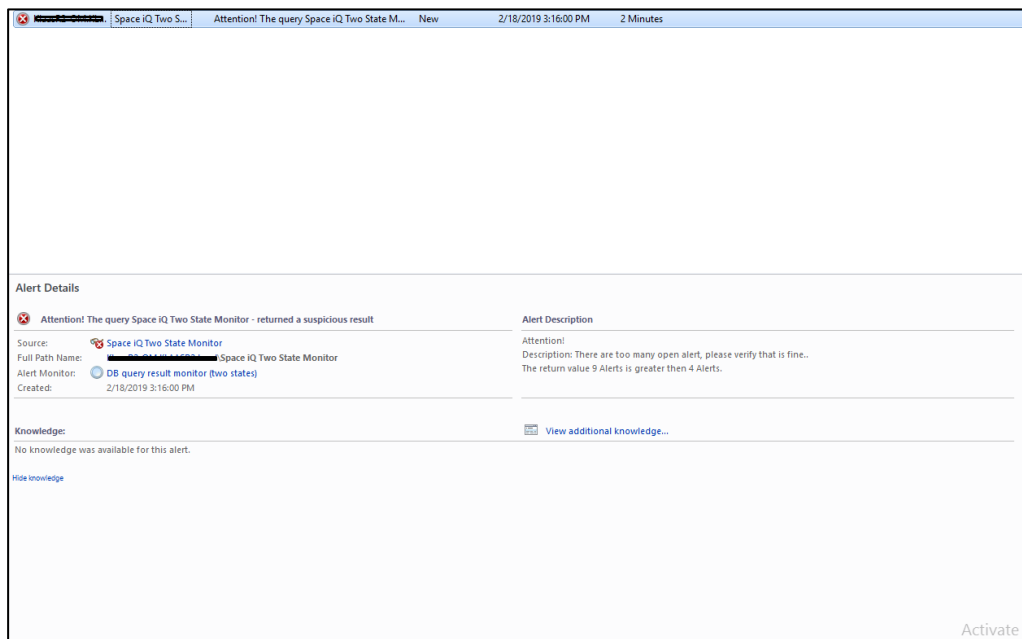 Space iQ Two S... Attention! The query Space iQ Two State M... New 2/18/2019 3:16:00 PM 2 Minutes
Alert Details
Attention! The query Space iQ Two State Monitor - returned a suspicious result
Source: Space iQ Two State Monitor
Full Path Name: \Space iQ Two State Monitor
Alert Monitor: DB query result monitor (two states)
Created: 2/18/2019 3:16:00 PM
Alert Description
Attention!
Description: There are too many open alert, please verify that is fine..
The return value 9 Alerts is greater then 4 Alerts.
Knowledge:
View additional knowledge...
No knowledge was available for this alert.
Hide knowledge
Activate